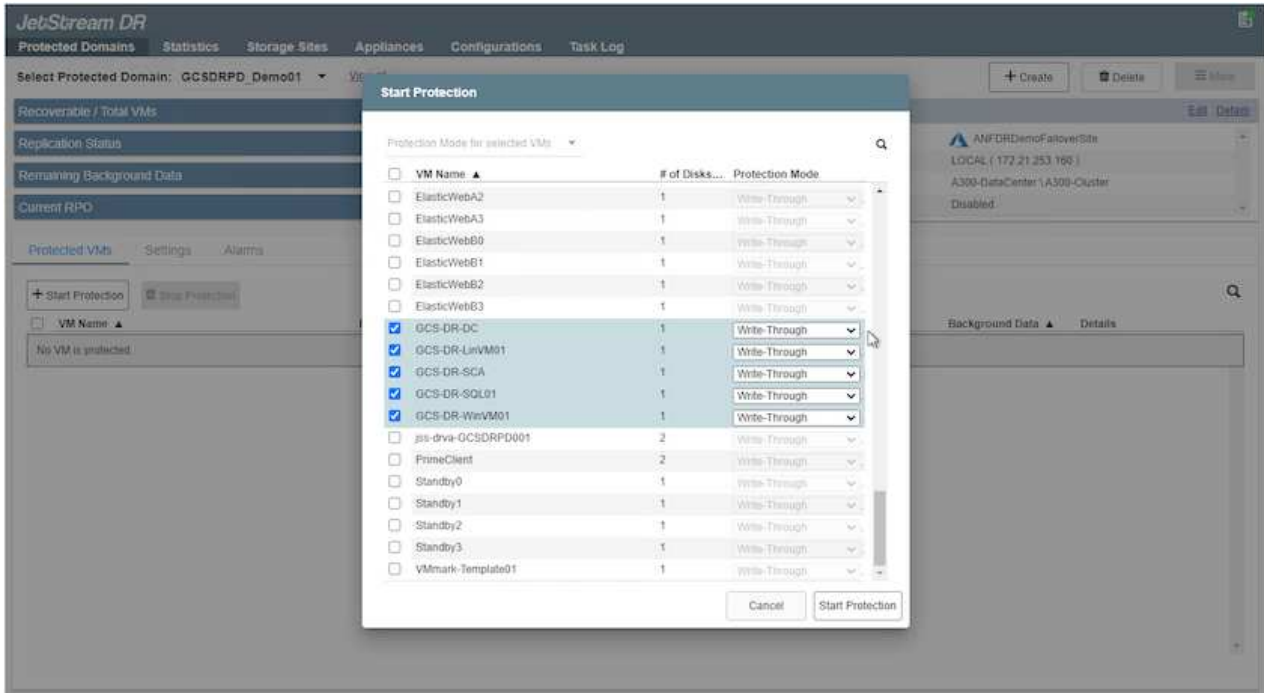 JetStream DR
Protected Domains Statistics Storage Sites Appliances Configurations Task Log
Select Protected Domain: GCSDRPD_Demo01 + Create Delete More
Recoverable / Total VMs Edit Details
Replication Status ANFDRDemoFailoverSite
LOCAL ( 172.21.253.160 )
Remaining Background Data A300-DataCenter \ A300-Cluster
Current RPO Disabled
Protected VMs Settings Alarms
+ Start Protection Stop Protection
VM Name ▲ Background Data ▲ Details
No VM is protected
Start Protection
Protection Mode for selected VMs
VM Name ▲ # of Disks... Protection Mode
ElasticWebA2 1 Write-Through
ElasticWebA3 1 Write-Through
ElasticWebB0 1 Write-Through
ElasticWebB1 1 Write-Through
ElasticWebB2 1 Write-Through
ElasticWebB3 1 Write-Through
GCS-DR-DC 1 Write-Through
GCS-DR-LinVM01 1 Write-Through
GCS-DR-SCA 1 Write-Through
GCS-DR-SQL01 1 Write-Through
GCS-DR-WinVM01 1 Write-Through
jss-drva-GCSDRPD001 2 Write-Through
PrimeClient 2 Write-Through
Standby0 1 Write-Through
Standby1 1 Write-Through
Standby2 1 Write-Through
Standby3 1 Write-Through
VMmark-Template01 1 Write-Through
Cancel Start Protection